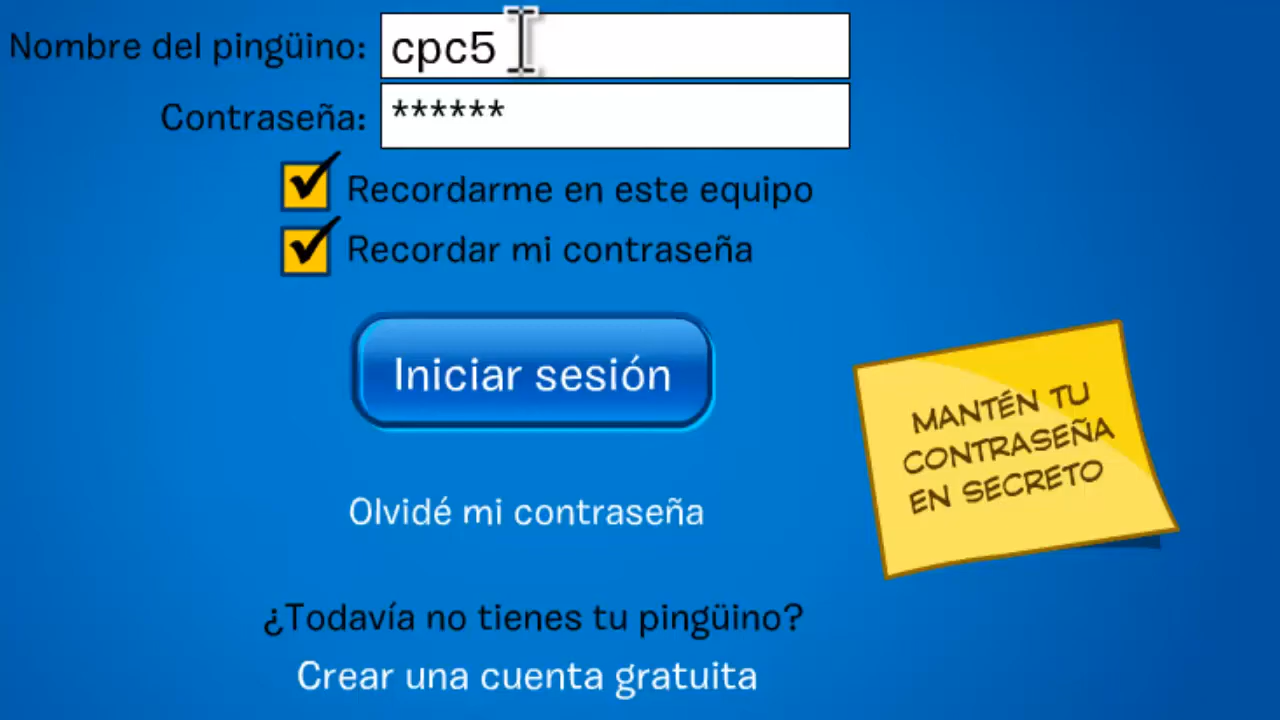 Nombre del pingüino: cpc5
Contraseña: ******
Recordarme en este equipo
Recordar mi contraseña
Iniciar sesión
MANTÉN TU
CONTRASEÑA
EN SECRETO
Olvidé mi contraseña
¿Todavía no tienes tu pingüino?
Crear una cuenta gratuita